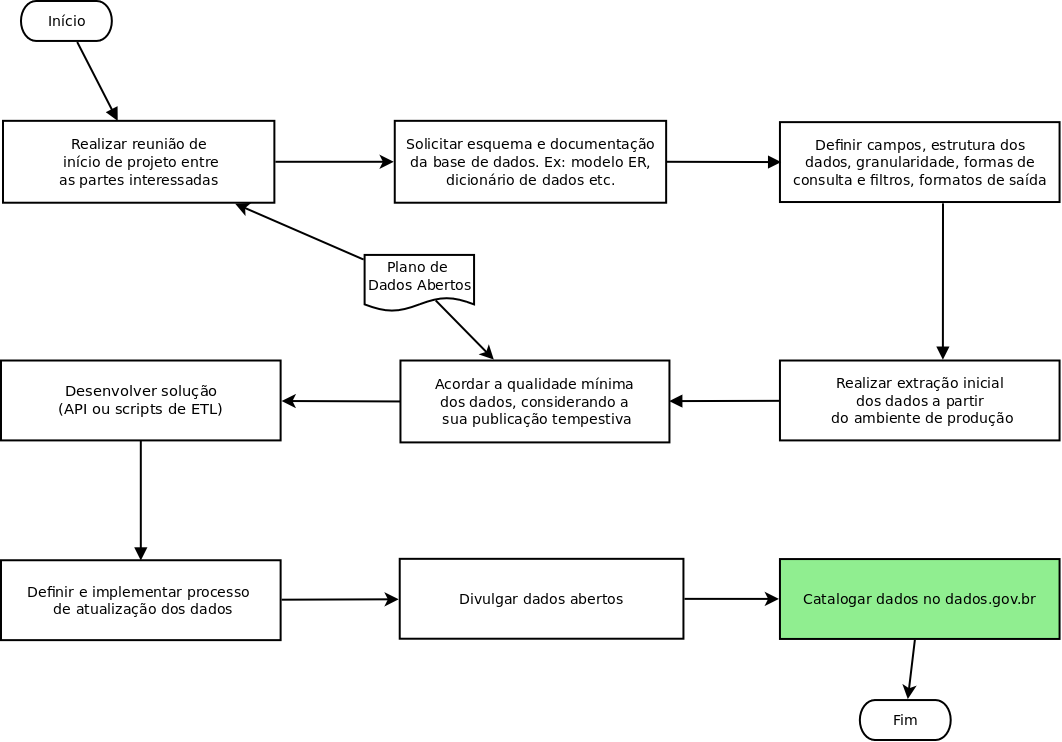 Início
Realizar reunião de
início de projeto entre
as partes interessadas
Solicitar esquema e documentação
da base de dados. Ex: modelo ER,
dicionário de dados etc.
Definir campos, estrutura dos
dados, granularidade, formas de
consulta e filtros, formatos de saída
Plano de
Dados Abertos
Desenvolver solução
(API ou scripts de ETL)
Acordar a qualidade mínima
dos dados, considerando a
sua publicação tempestiva
Realizar extração inicial
dos dados a partir
do ambiente de produção
Definir e implementar processo
de atualização dos dados
Divulgar dados abertos
Catalogar dados no dados.gov.br
Fim